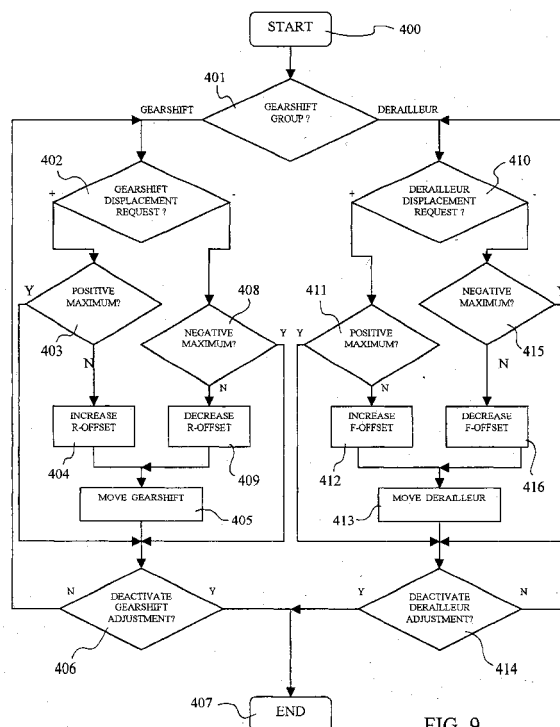 START
400
401
GEARSHIFT
GROUP ?
GEARSHIFT
DERAILLEUR
402
GEARSHIFT
DISPLACEMENT
REQUEST ?
+
-
410
DERAILLEUR
DISPLACEMENT
REQUEST ?
+
-
Y
POSITIVE
MAXIMUM?
403
N
408
NEGATIVE
MAXIMUM?
Y
N
411
Y
POSITIVE
MAXIMUM?
N
NEGATIVE
MAXIMUM?
Y
415
N
INCREASE
R-OFFSET
404
DECREASE
R-OFFSET
409
INCREASE
F-OFFSET
412
DECREASE
F-OFFSET
416
MOVE GEARSHIFT
405
MOVE DERAILLEUR
413
N
DEACTIVATE
GEARSHIFT
ADJUSTMENT?
Y
406
Y
DEACTIVATE
DERAILLEUR
ADJUSTMENT?
N
414
407
END
FIG. 9